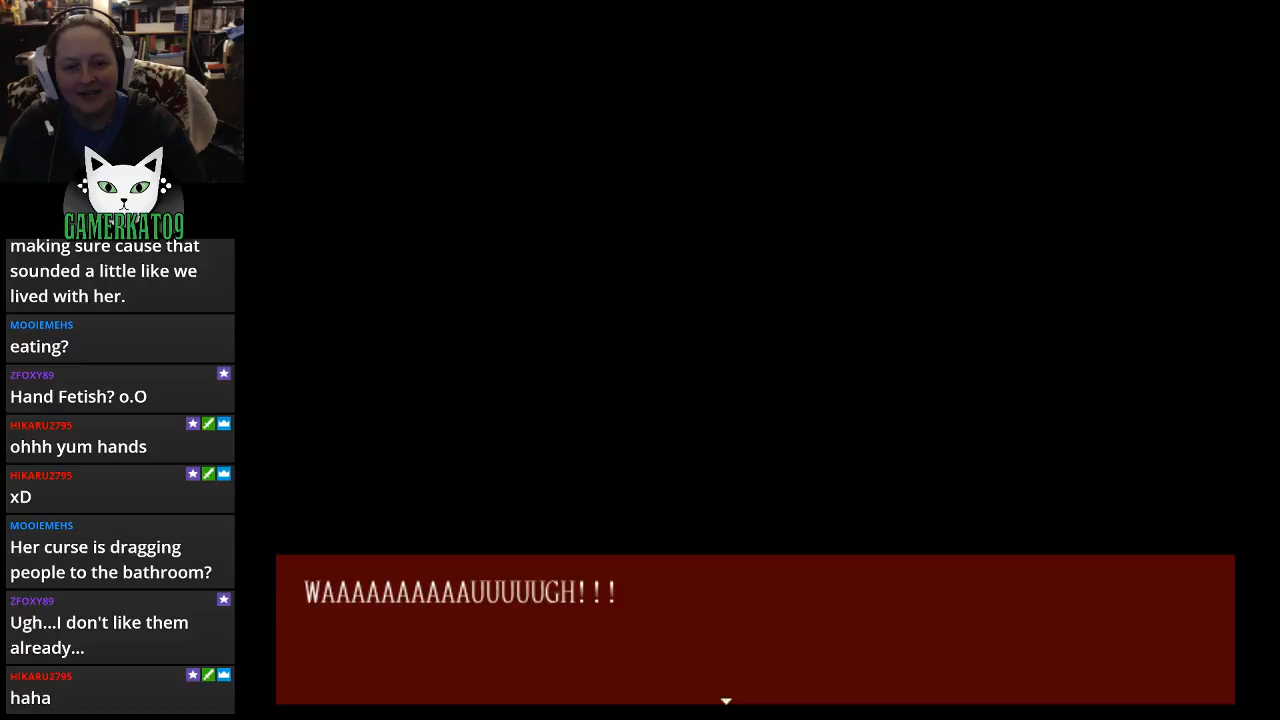 GAMERKAT09
making sure cause that
sounded a little like we
lived with her.
MOOIEMEHS
eating?
ZFOXY89
Hand Fetish? o.O
HIKARU2795
ohhh yum hands
HIKARU2795
xD
MOOIEMEHS
Her curse is dragging
people to the bathroom?
ZFOXY89
Ugh...I don't like them
already...
HIKARU2795
haha
WAAAAAAAAAAUUUUUGH!!!